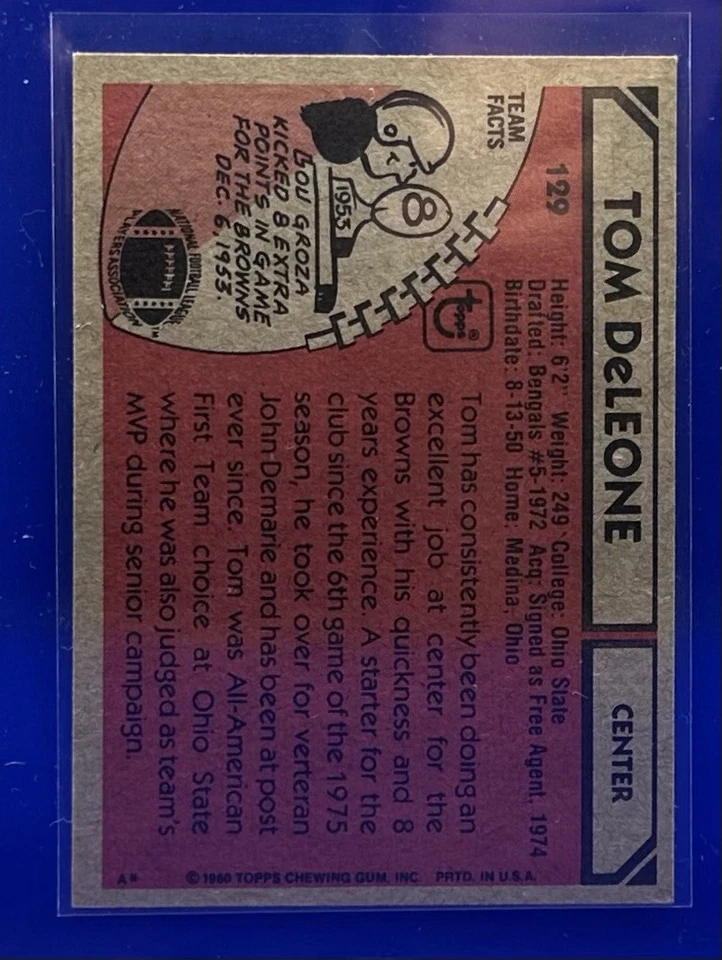 129
TOM DeLEONE
CENTER
Height: 6'2" Weight: 249 College: Ohio State
Drafted: Bengals #5-1972 Acq: Signed as Free Agent, 1974
Birthdate: 8-13-50 Home: Medina, Ohio
TEAM
FACTS
8
1953
LOU GROZA
KICKED 8 EXTRA
POINTS IN GAME
FOR THE BROWNS
DEC. 6, 1953.
NATIONAL FOOTBALL LEAGUE
PLAYERS ASSOCIATION
TM
topps®
Tom has consistently been doing an
excellent job at center for the
Browns with his quickness and 8
years experience. A starter for the
club since the 6th game of the 1975
season, he took over for verteran
John Demarie and has been at post
ever since. Tom was All-American
First Team choice at Ohio State
where he was also judged as team's
MVP during senior campaign.
A* © 1980 TOPPS CHEWING GUM, INC. PRTD. IN U.S.A.